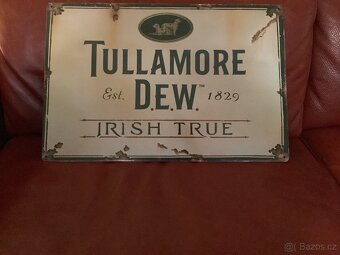 TULLAMORE
Est. D.E.W.™ 1829
IRISH TRUE
© Bazos.cz